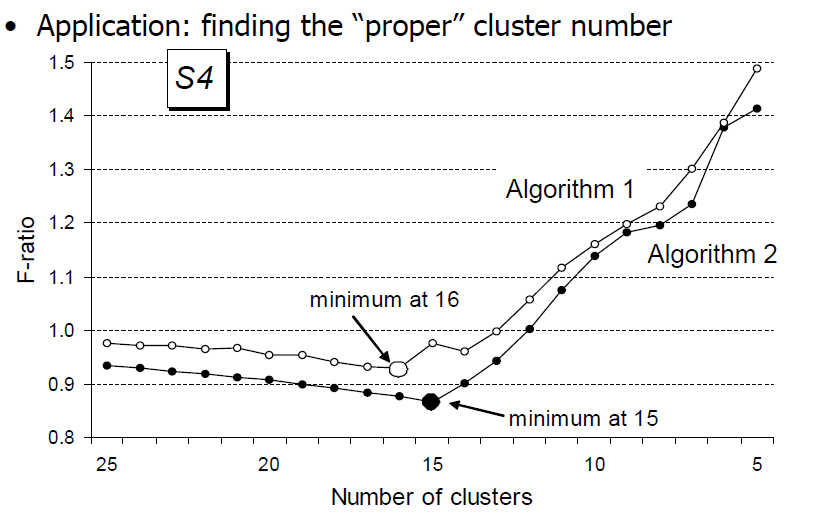 • Application: finding the “proper” cluster number
S4
1.5
1.4
1.3
1.2
1.1
1.0
0.9
0.8
F-ratio
Algorithm 1
Algorithm 2
minimum at 16
minimum at 15
25 20 15 10 5
Number of clusters